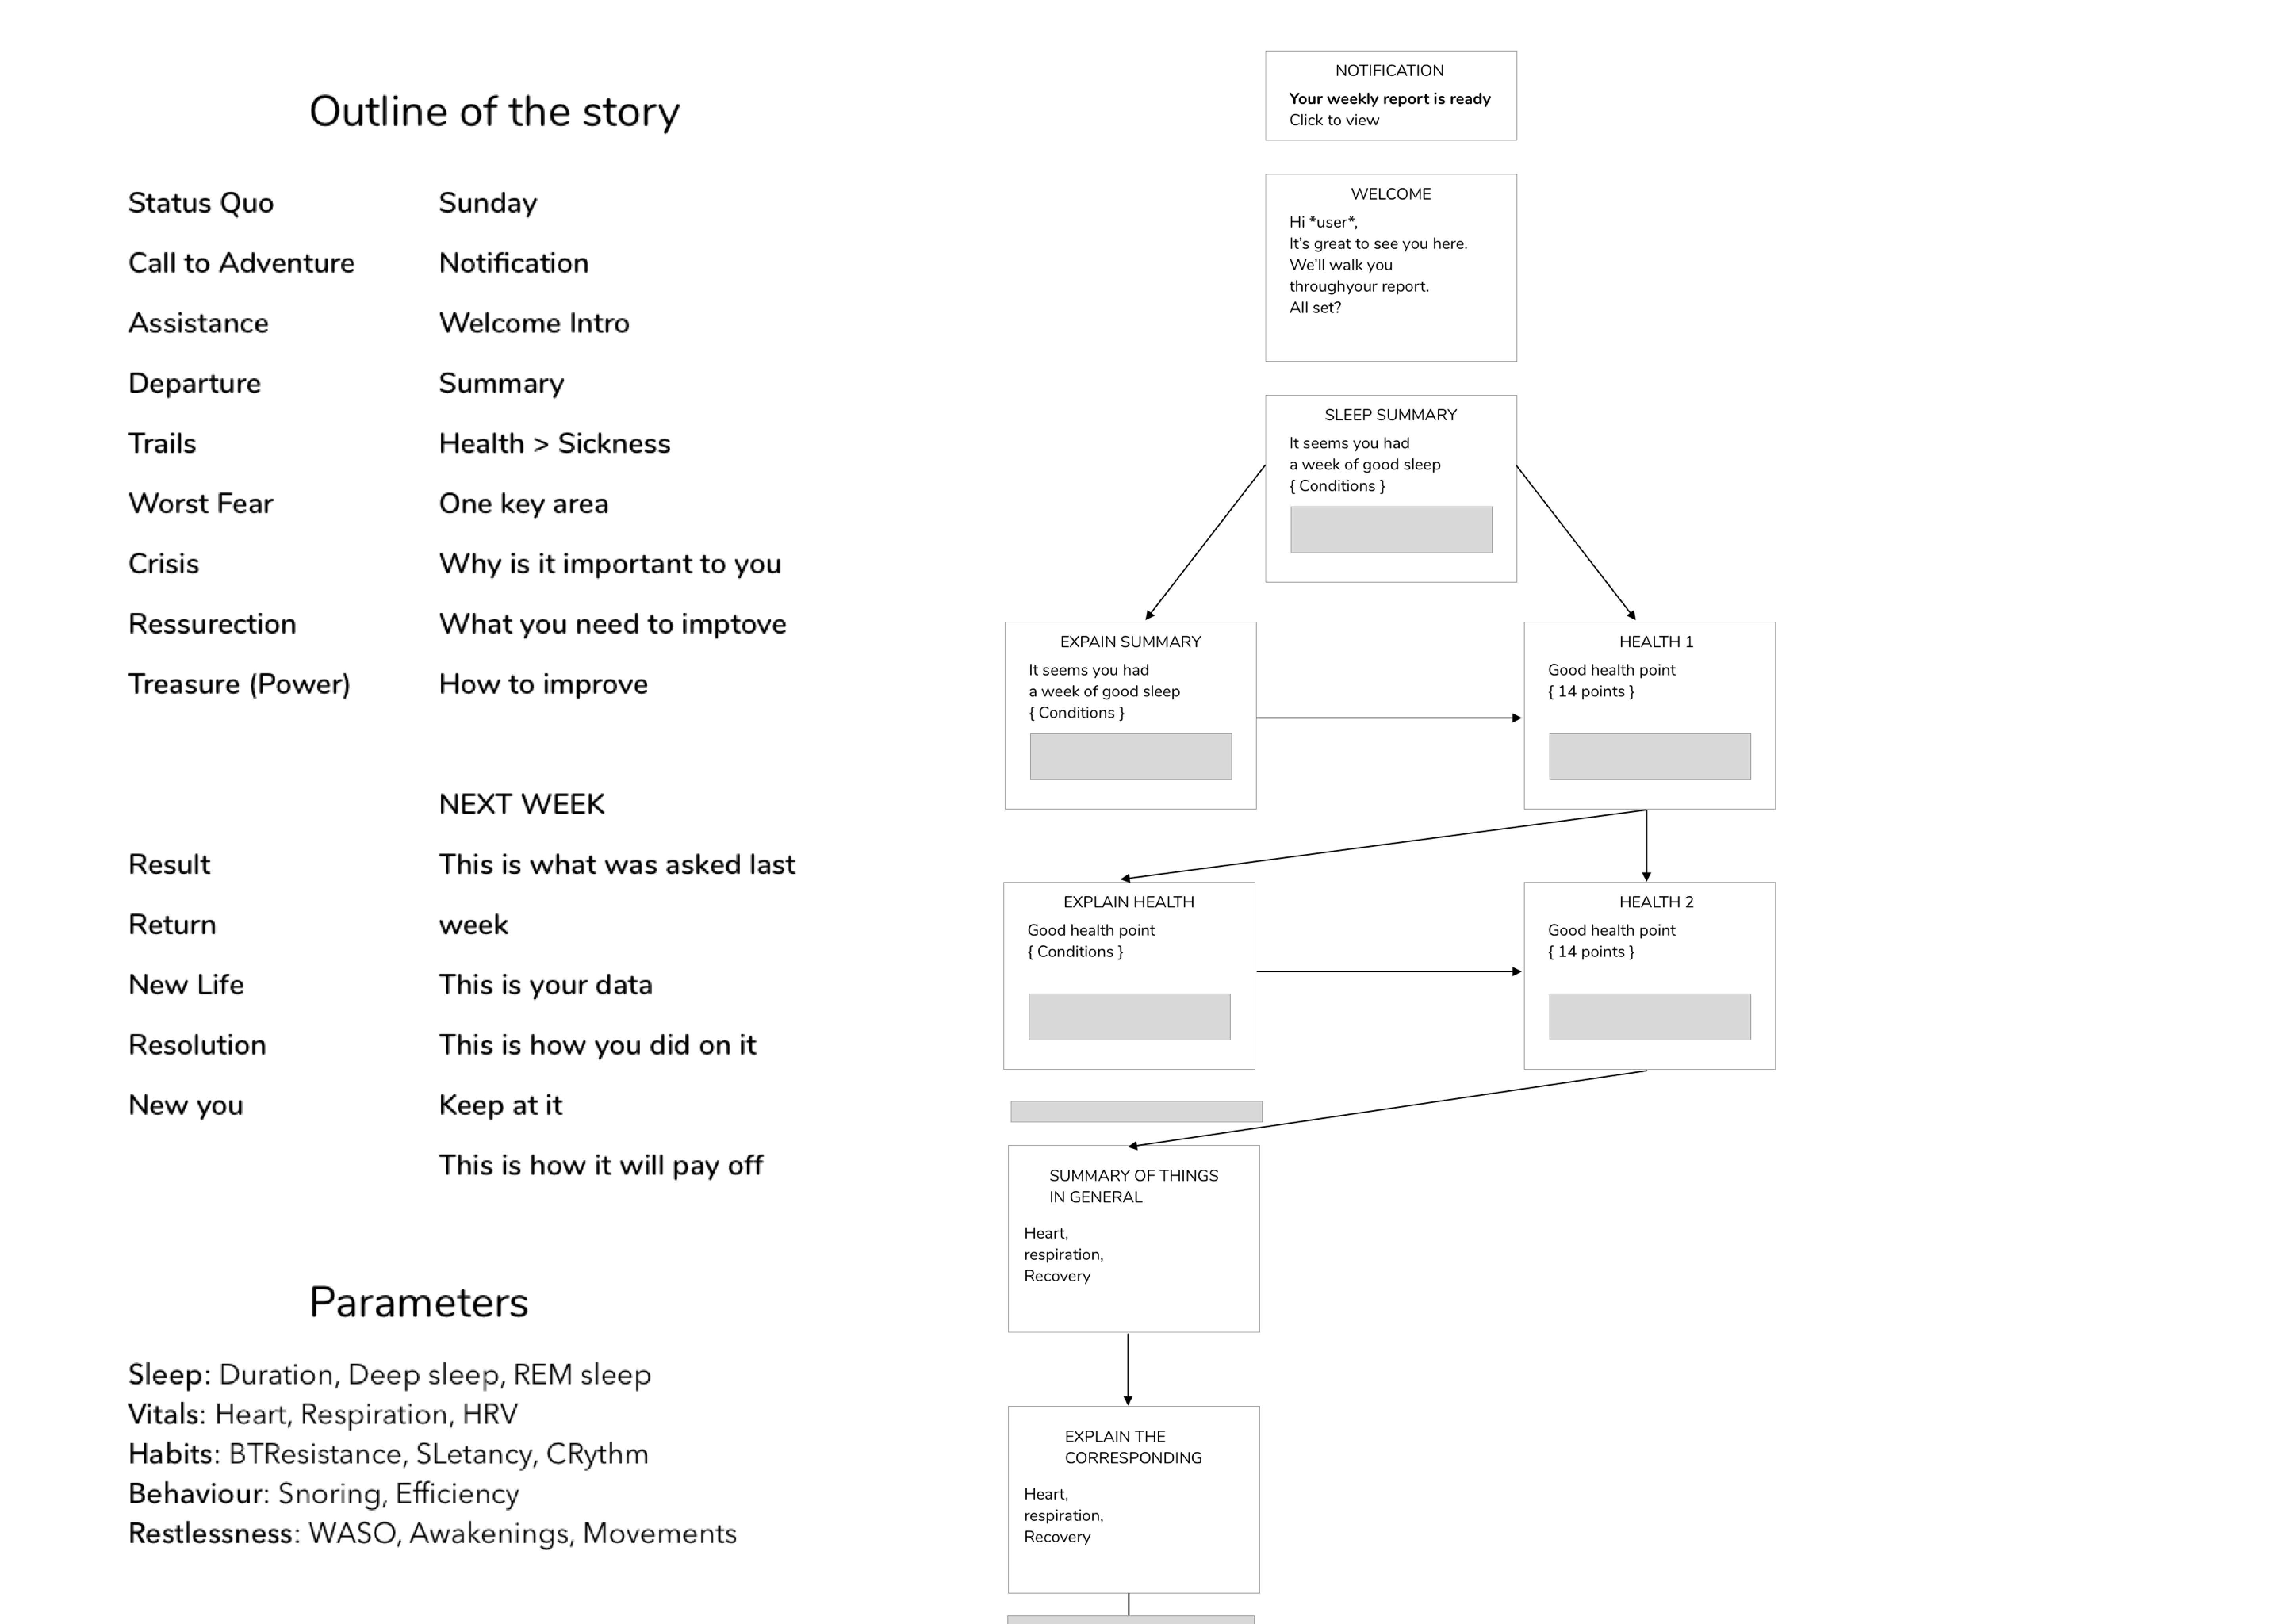 Outline of the story
Status Quo Sunday
Call to Adventure Notification
Assistance Welcome Intro
Departure Summary
Trails Health > Sickness
Worst Fear One key area
Crisis Why is it important to you
Ressurection What you need to imptove
Treasure (Power) How to improve
NEXT WEEK
Result This is what was asked last
Return week
New Life This is your data
Resolution This is how you did on it
New you Keep at it
This is how it will pay off
Parameters
Sleep: Duration, Deep sleep, REM sleep
Vitals: Heart, Respiration, HRV
Habits: BTResistance, SLetancy, CRythm
Behaviour: Snoring, Efficiency
Restlessness: WASO, Awakenings, Movements
NOTIFICATION
Your weekly report is ready
Click to view
WELCOME
Hi *user*,
It's great to see you here.
We'll walk you
throughyour report.
All set?
SLEEP SUMMARY
It seems you had
a week of good sleep
{ Conditions }
EXPAIN SUMMARY
It seems you had
a week of good sleep
{ Conditions }
HEALTH 1
Good health point
{ 14 points }
EXPLAIN HEALTH
Good health point
{ Conditions }
HEALTH 2
Good health point
{ 14 points }
SUMMARY OF THINGS
IN GENERAL
Heart,
respiration,
Recovery
EXPLAIN THE
CORRESPONDING
Heart,
respiration,
Recovery